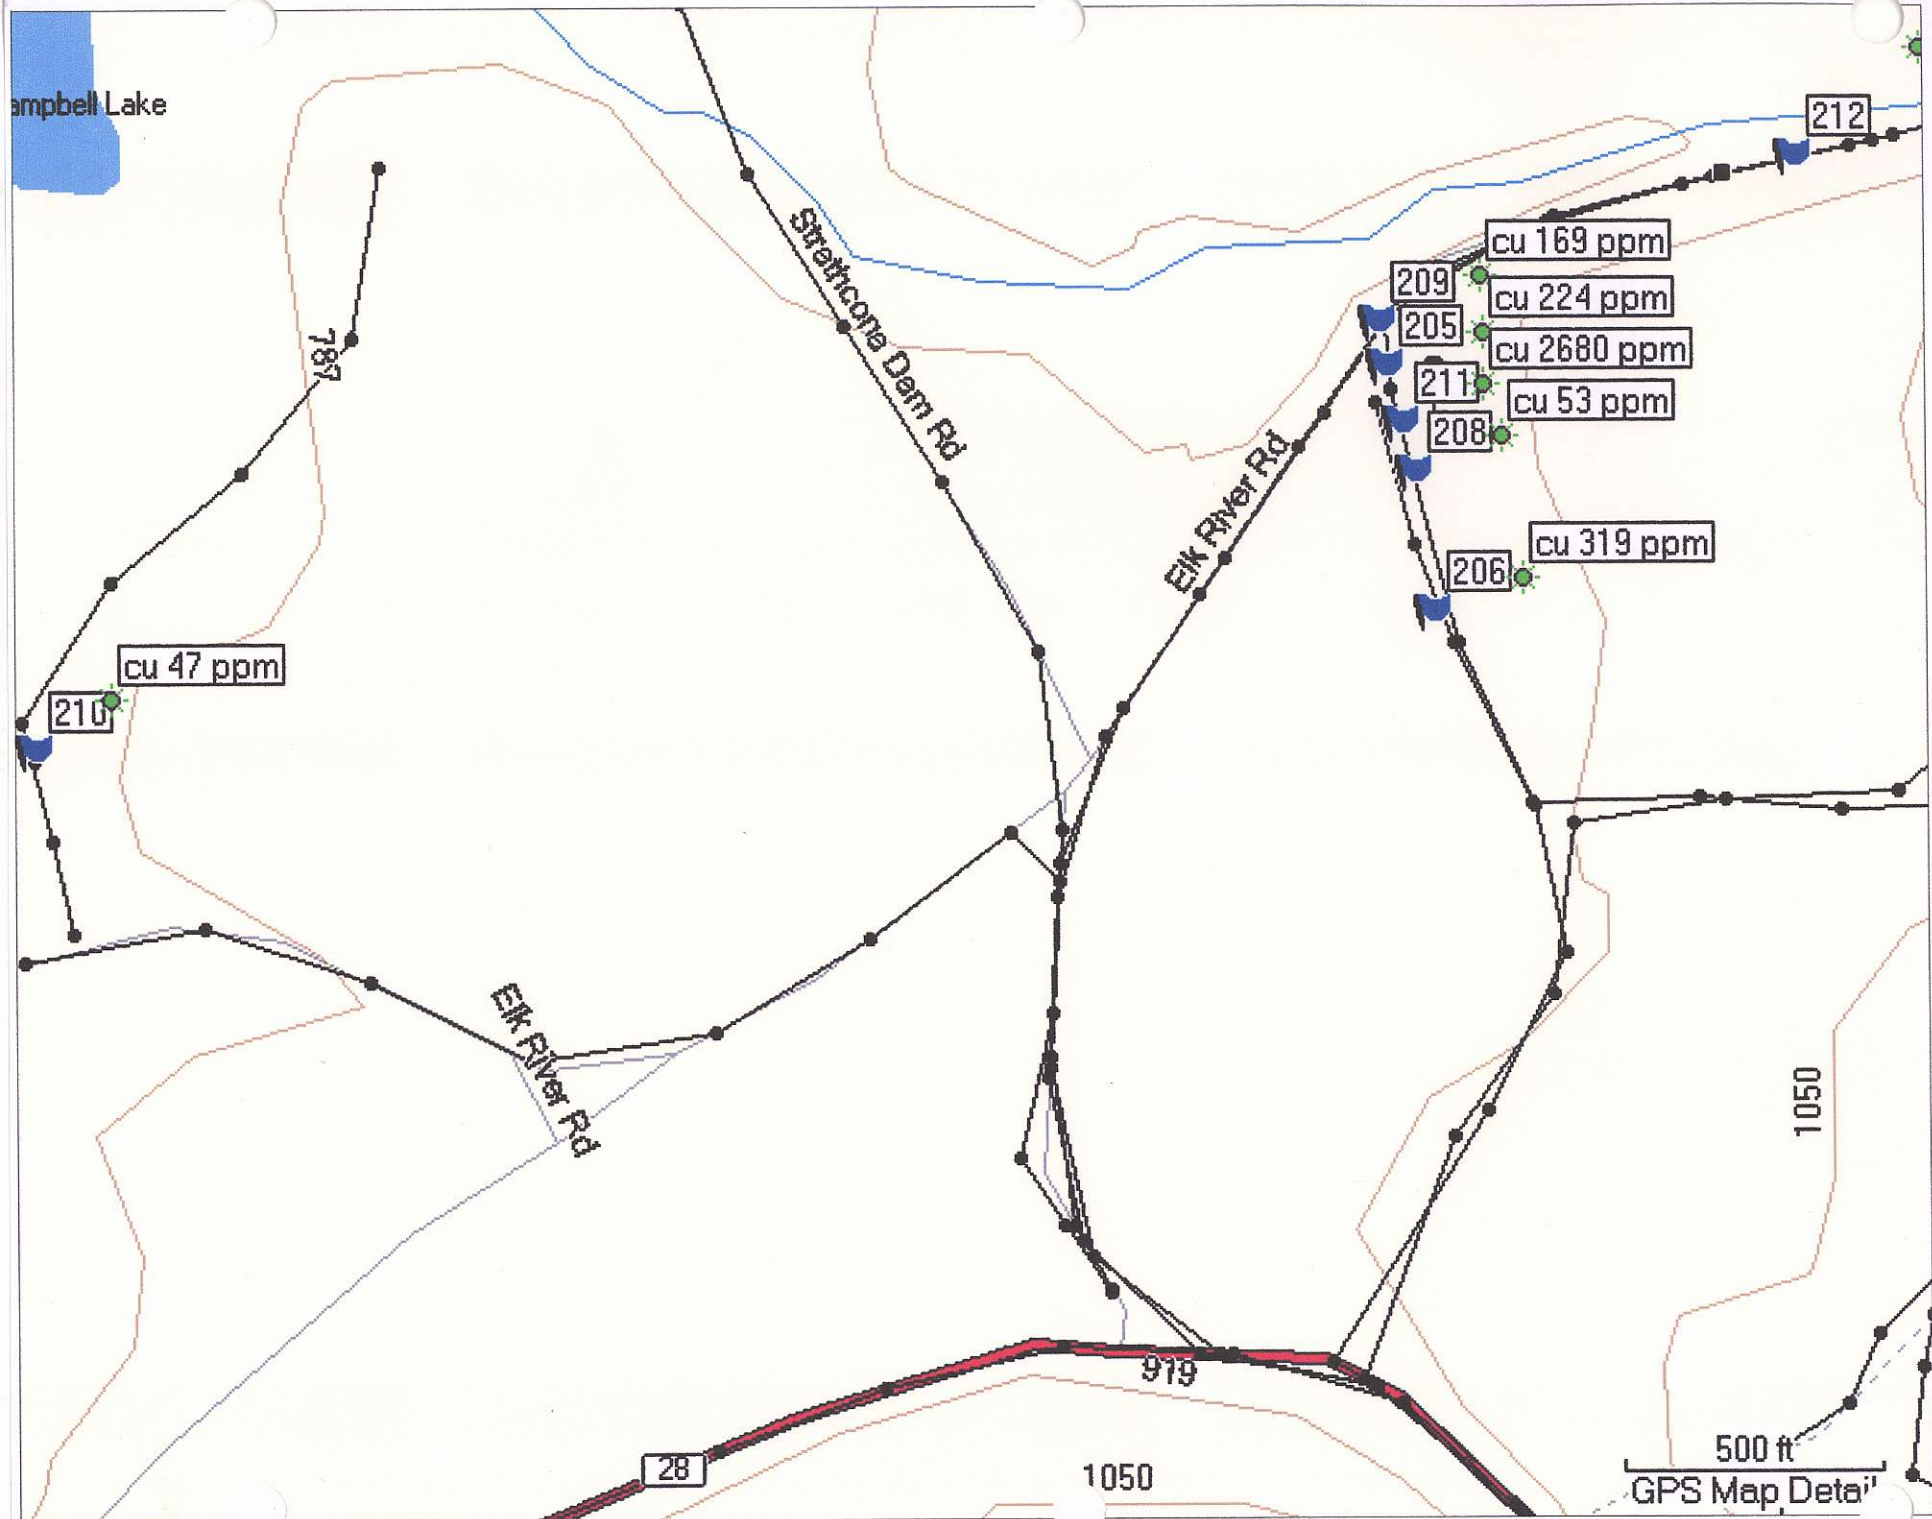 ampbell Lake
212
cu 169 ppm
209
cu 224 ppm
205
cu 2680 ppm
211
cu 53 ppm
208
Strathcona Dam Rd
787
Elk River Rd
cu 319 ppm
206
cu 47 ppm
210
Elk River Rd
1050
919
28
1050
500 ft
GPS Map Detail